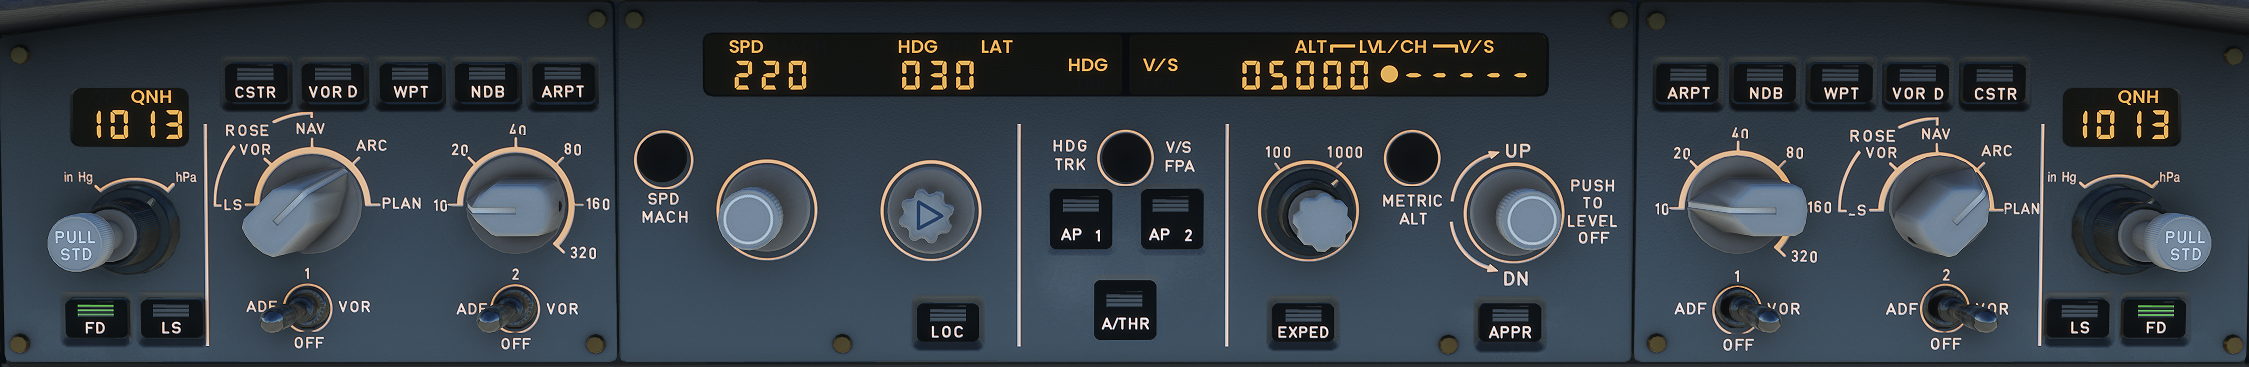 QNH
1013
in Hg hPa
PULL
STD
FD LS
CSTR VOR D WPT NDB ARPT
ROSE NAV
VOR ARC
LS PLAN
10 20 40 80 160 320
1
ADF VOR
OFF
2
ADF VOR
OFF
SPD HDG LAT
220 030
HDG V/S
ALT LVL/CH V/S
05000 -----
SPD
MACH
LOC
HDG V/S
TRK FPA
AP 1 AP 2
A/THR
100 1000
METRIC
ALT
UP
DN
PUSH
TO
LEVEL
OFF
EXPED APPR
ARPT NDB WPT VOR D CSTR
10 20 40 80 160 320
ROSE NAV
VOR ARC
PLAN
1
ADF VOR
OFF
2
ADF VOR
OFF
QNH
1013
in Hg hPa
PULL
STD
LS FD